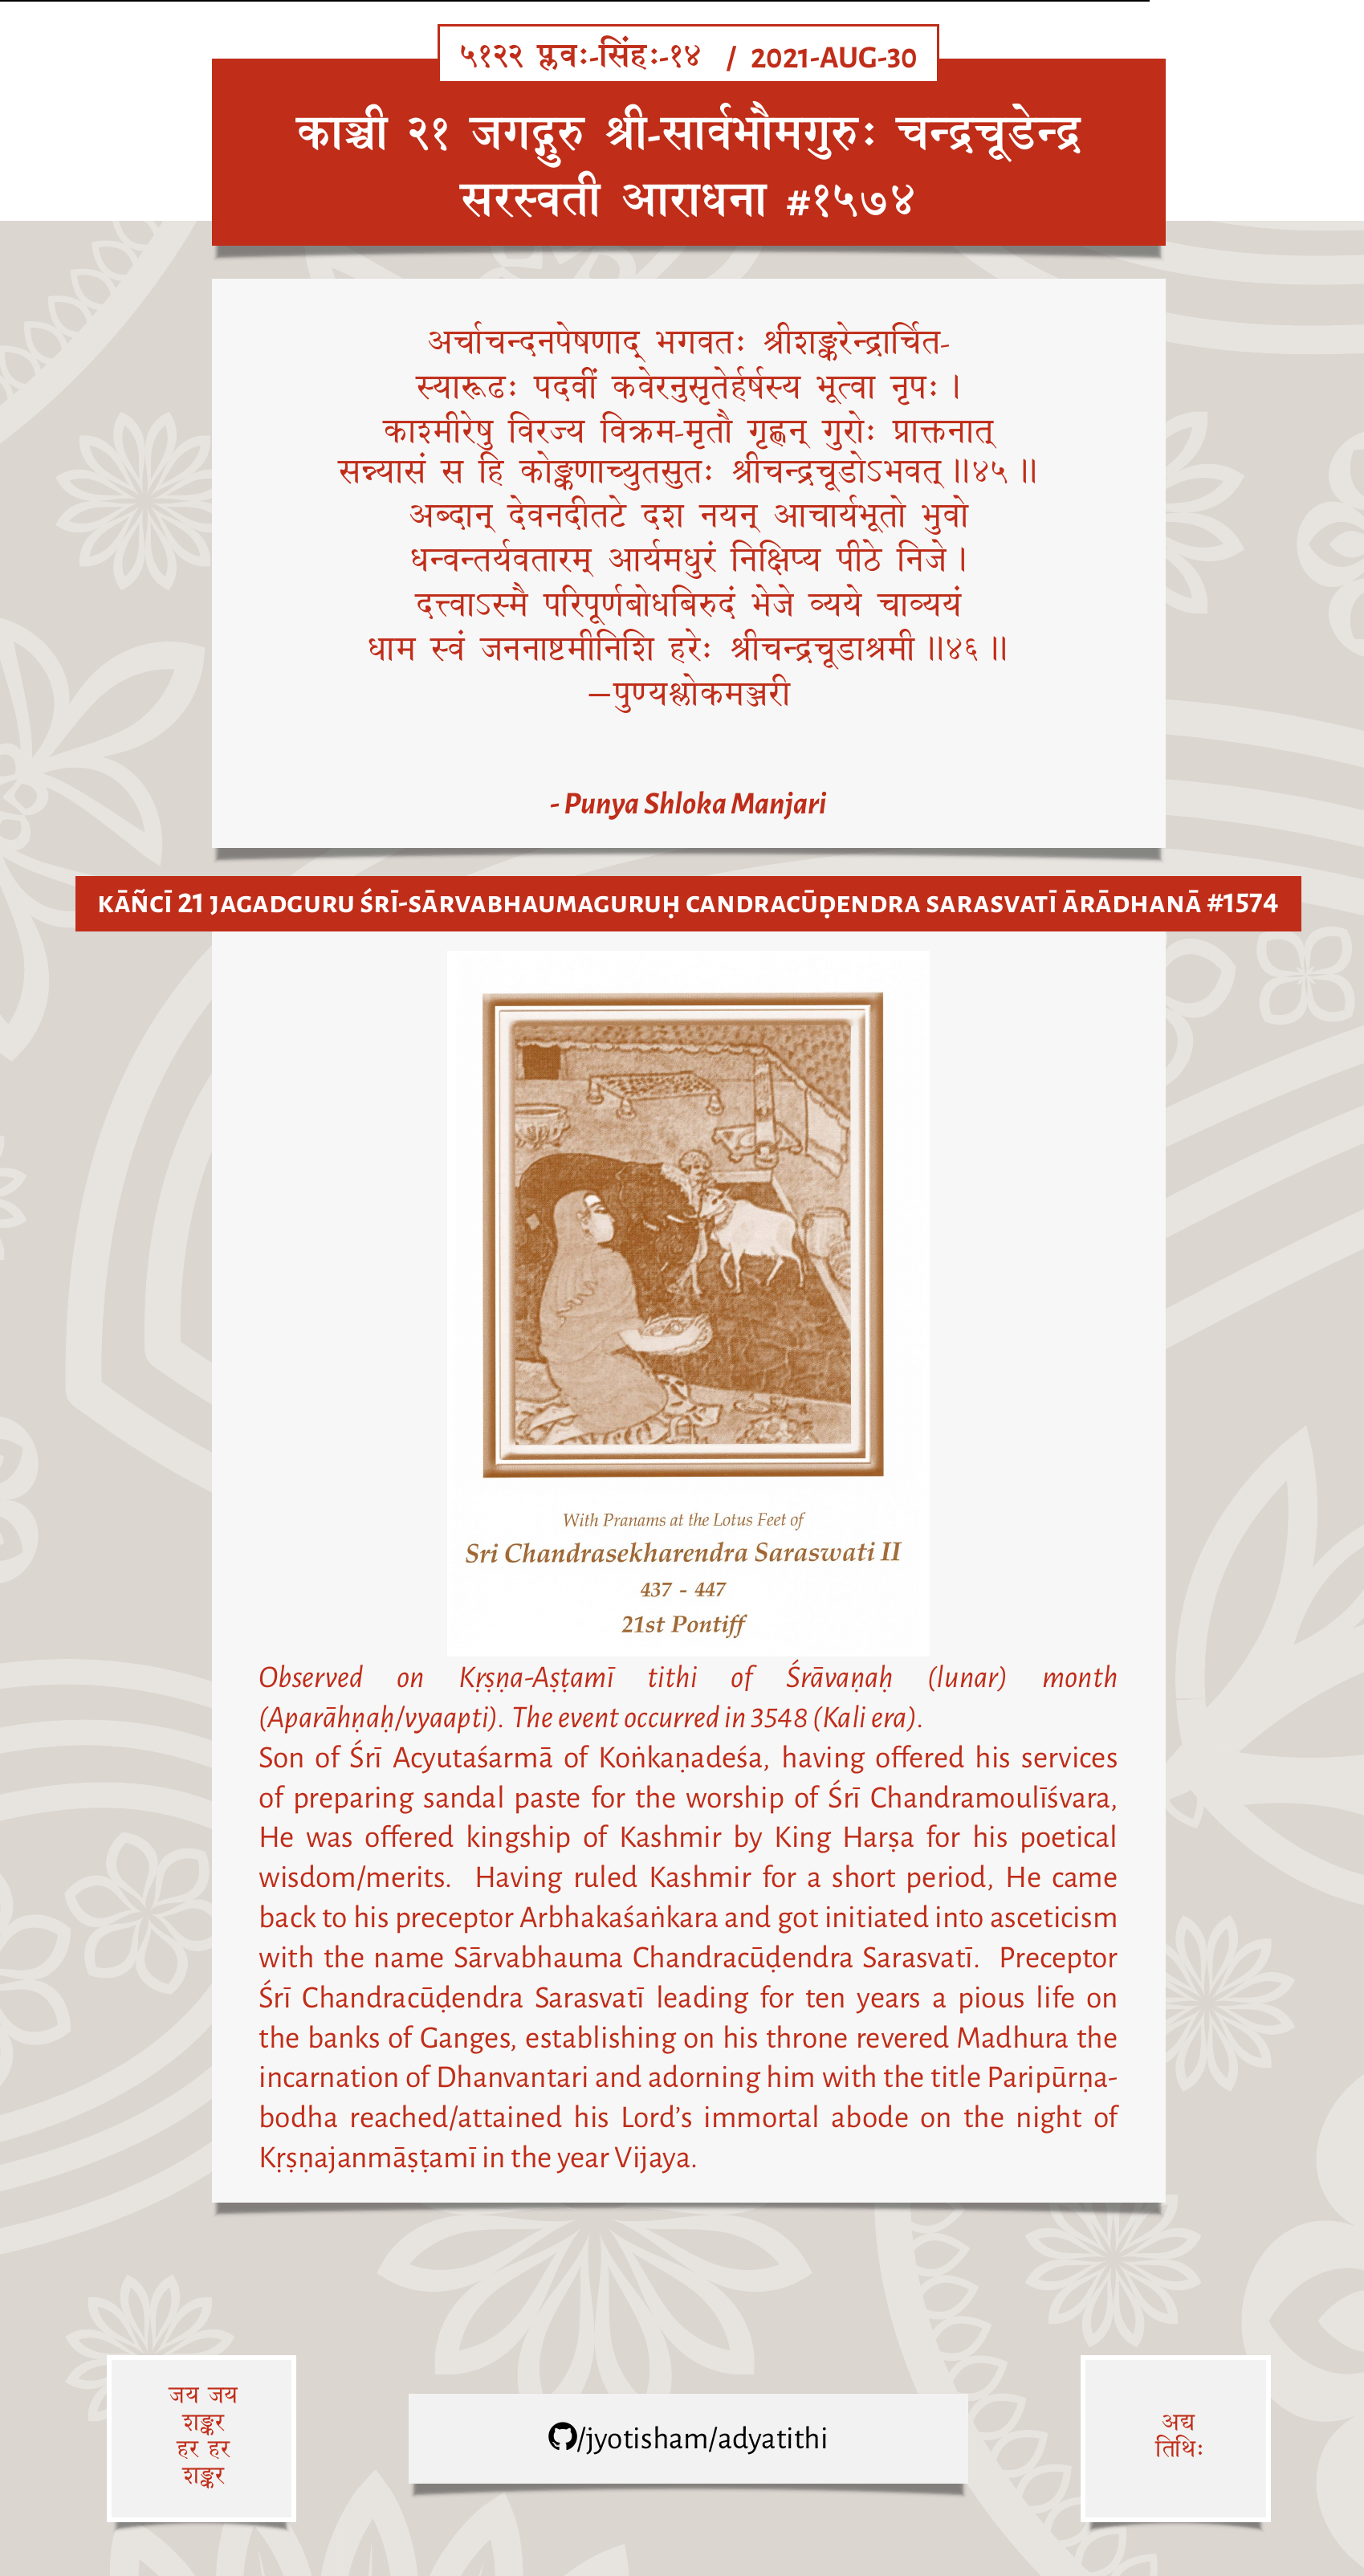 ५१२२ प्लवः-सिंहः-१४ / 2021-AUG-30
काञ्ची २१ जगद्गुरु श्री-सार्वभौमगुरुः चन्द्रचूडेन्द्र
सरस्वती आराधना #१५७४
अर्चाचन्दनपेषणाद् भगवतः श्रीशङ्करेन्द्रार्चित-
स्यारूढः पदवीं कवेरनुसृतेर्हर्षस्य भूत्वा नृपः ।
काश्मीरेषु विरज्य विक्रम-मृतौ गृह्णन् गुरोः प्राक्तनात्
सन्न्यासं स हि कोङ्कणाच्युतसुतः श्रीचन्द्रचूडोऽभवत् ॥४५॥
अब्दान् देवनदीतटे दश नयन् आचार्यभूतो भुवो
धन्वन्तर्यवतारम् आर्यमधुरं निक्षिप्य पीठे निजे ।
दत्त्वाऽस्मै परिपूर्णबोधबिरुदं भेजे व्यये चाव्ययं
धाम स्वं जननाष्टमीनिशि हरेः श्रीचन्द्रचूडाश्रमी ॥४६॥
—पुण्यश्लोकमञ्जरी
- Punya Shloka Manjari
KĀÑCĪ 21 JAGADGURU ŚRĪ-SĀRVABHAUMAGURUḤ CANDRACŪḌENDRA SARASVATĪ ĀRĀDHANĀ #1574
With Pranams at the Lotus Feet of
Sri Chandrasekharendra Saraswati II
437 - 447
21st Pontiff
Observed on Kṛṣṇa-Aṣṭamī tithi of Śrāvaṇaḥ (lunar) month
(Aparāhṇaḥ/vyaapti). The event occurred in 3548 (Kali era).
Son of Śrī Acyutaśarmā of Koṅkaṇadeśa, having offered his services
of preparing sandal paste for the worship of Śrī Chandramoulīśvara,
He was offered kingship of Kashmir by King Harṣa for his poetical
wisdom/merits. Having ruled Kashmir for a short period, He came
back to his preceptor Arbhakaśaṅkara and got initiated into asceticism
with the name Sārvabhauma Chandracūḍendra Sarasvatī. Preceptor
Śrī Chandracūḍendra Sarasvatī leading for ten years a pious life on
the banks of Ganges, establishing on his throne revered Madhura the
incarnation of Dhanvantari and adorning him with the title Paripūrṇa-
bodha reached/attained his Lord's immortal abode on the night of
Kṛṣṇajanmāṣṭamī in the year Vijaya.
जय जय
शङ्कर
हर हर
शङ्कर
/jyotisham/adyatithi
अद्य
तिथिः